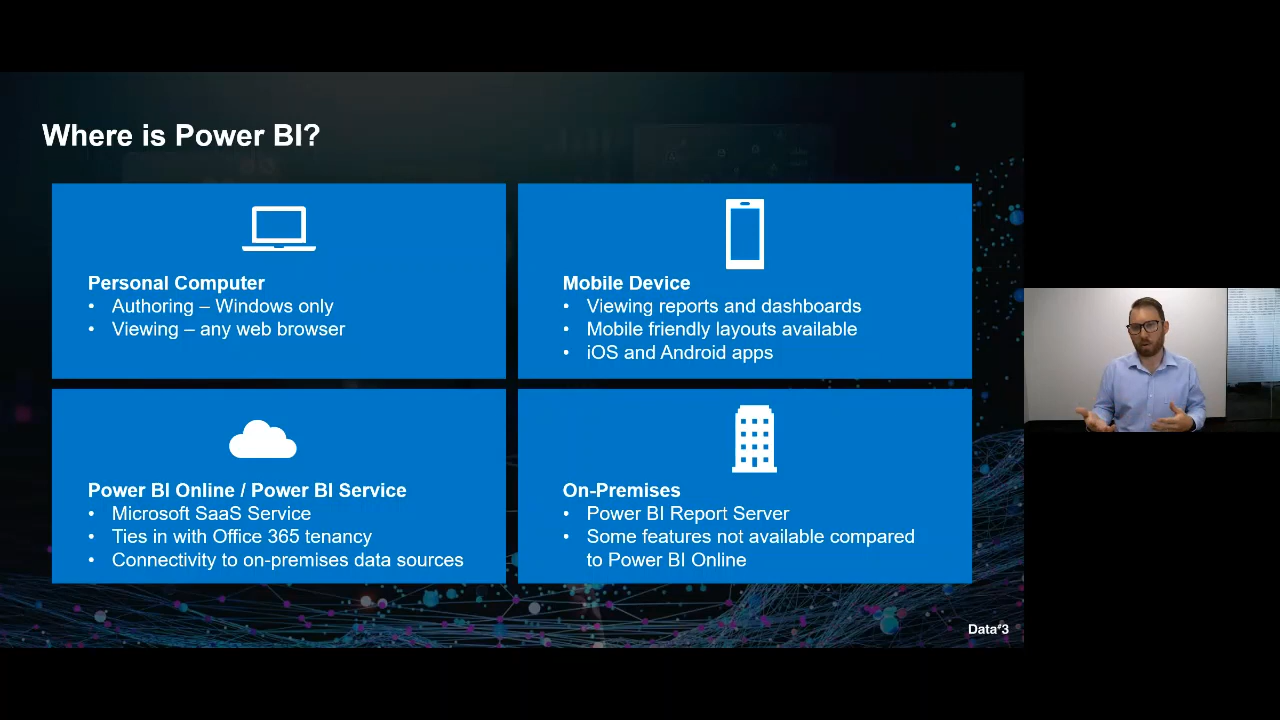 Where is Power BI?
Personal Computer
• Authoring – Windows only
• Viewing – any web browser
Mobile Device
• Viewing reports and dashboards
• Mobile friendly layouts available
• iOS and Android apps
Power BI Online / Power BI Service
• Microsoft SaaS Service
• Ties in with Office 365 tenancy
• Connectivity to on-premises data sources
On-Premises
• Power BI Report Server
• Some features not available compared
to Power BI Online
Data#3